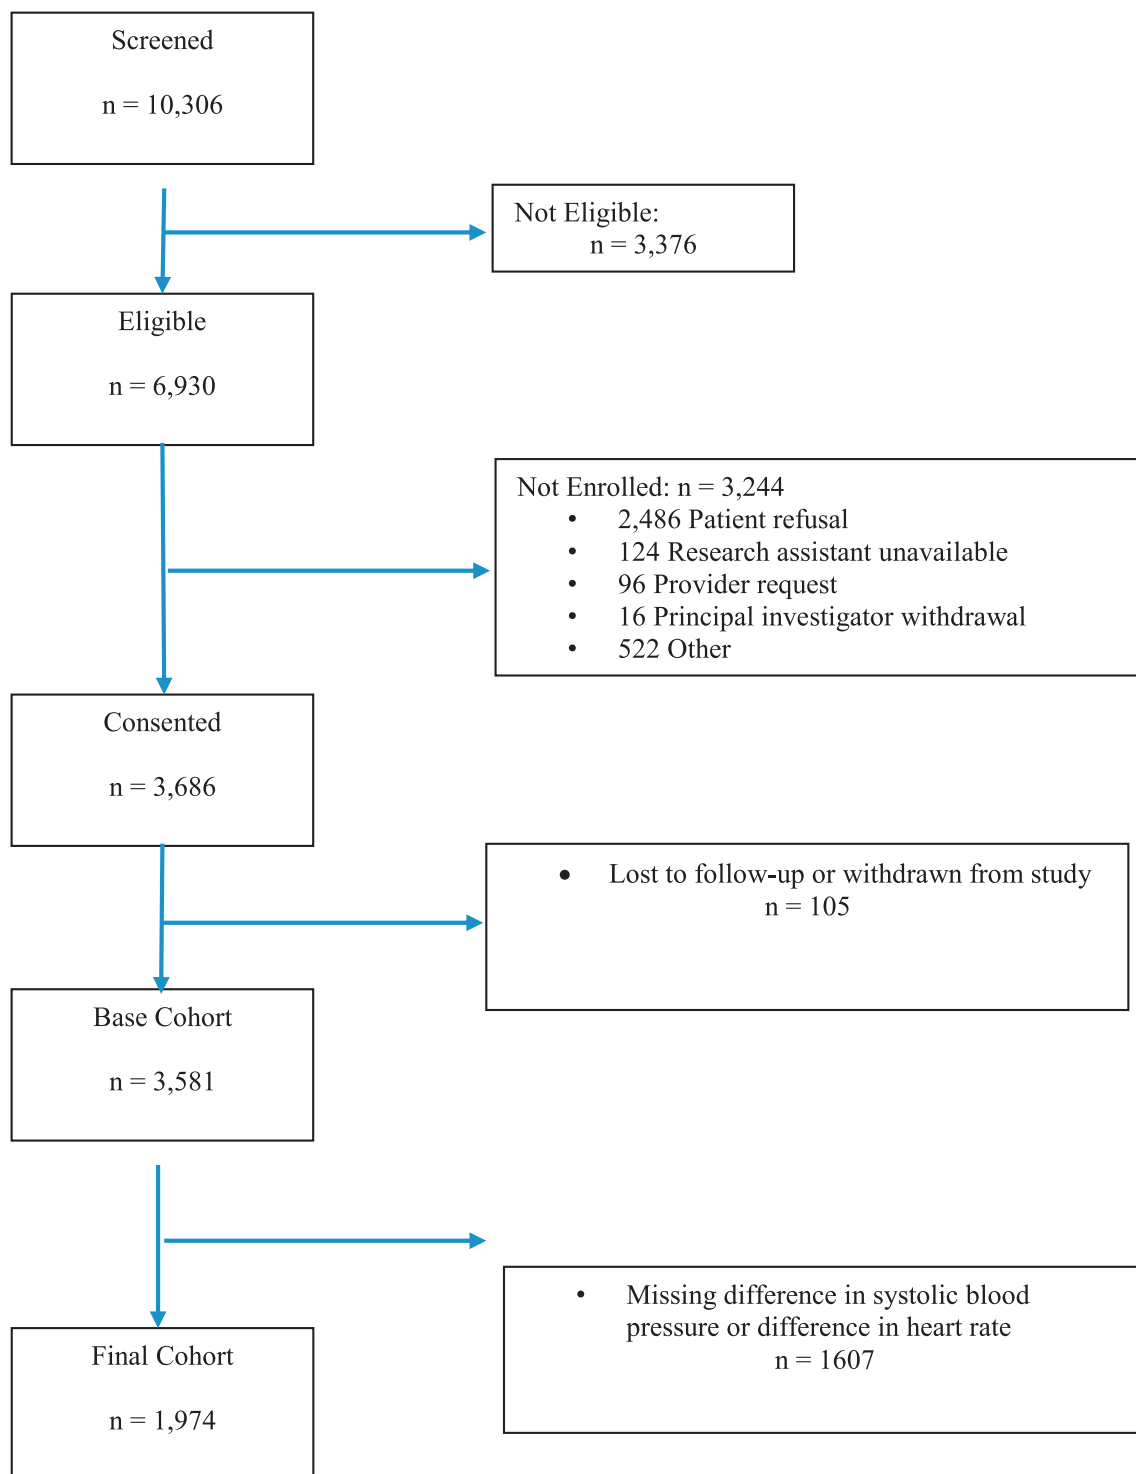 Screened
n = 10,306
Not Eligible:
n = 3,376
Eligible
n = 6,930
Not Enrolled: n = 3,244
• 2,486 Patient refusal
• 124 Research assistant unavailable
• 96 Provider request
• 16 Principal investigator withdrawal
• 522 Other
Consented
n = 3,686
• Lost to follow-up or withdrawn from study
n = 105
Base Cohort
n = 3,581
• Missing difference in systolic blood
pressure or difference in heart rate
n = 1607
Final Cohort
n = 1,974